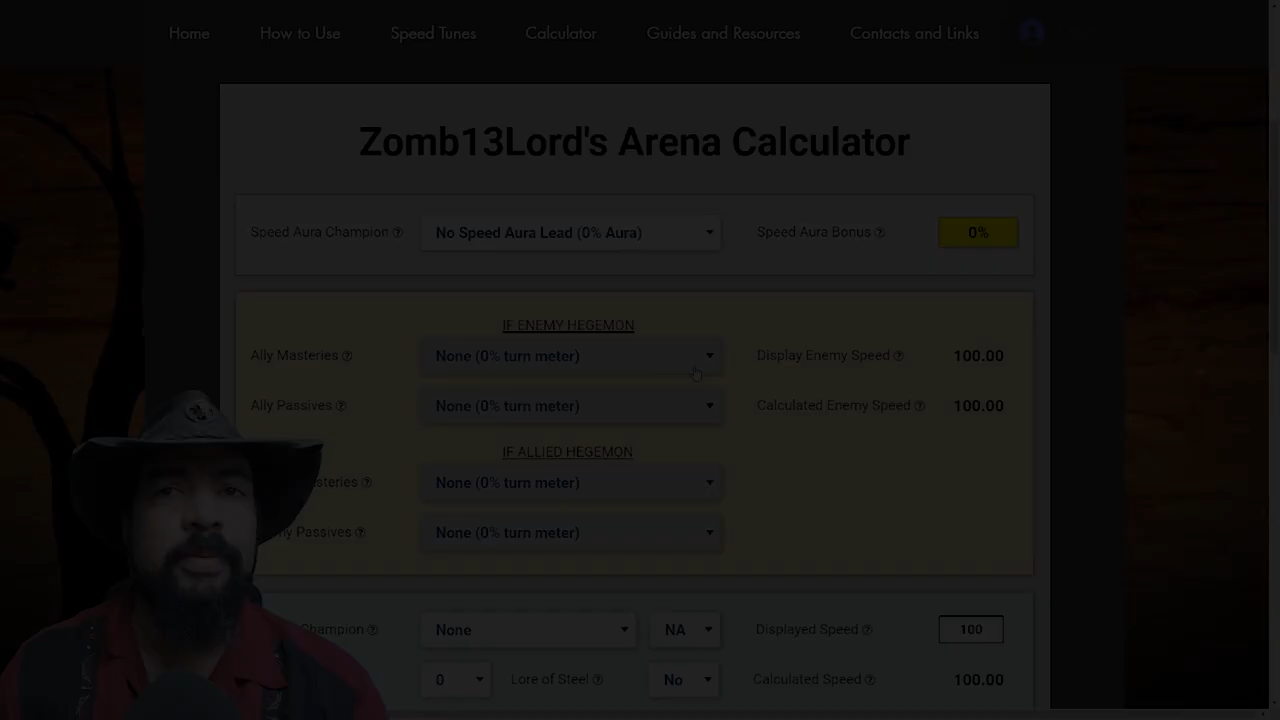 Home How to Use Speed Tunes Calculator Guides and Resources Contacts and Links
Zomb13Lord's Arena Calculator
Speed Aura Champion No Speed Aura Lead (0% Aura) Speed Aura Bonus 0%
IF ENEMY HEGEMON
Ally Masteries None (0% turn meter) Display Enemy Speed 100.00
Ally Passives None (0% turn meter) Calculated Enemy Speed 100.00
IF ALLIED HEGEMON
None (0% turn meter)
Passives None (0% turn meter)
Champion None NA Displayed Speed 100
0 Lore of Steel No Calculated Speed 100.00